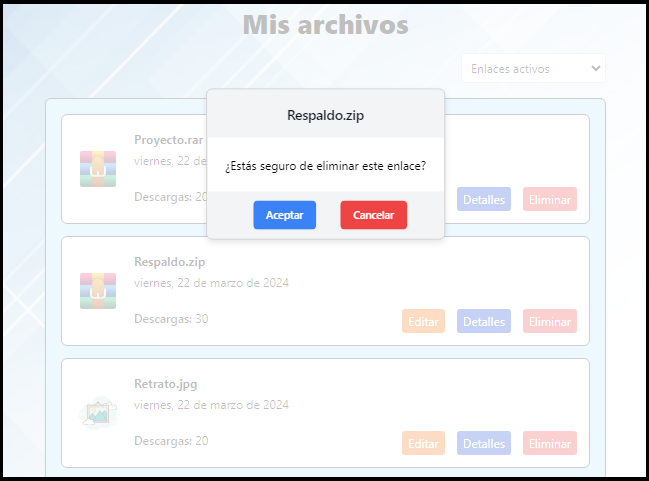 Mis archivos
Enlaces activos
Respaldo.zip
¿Estás seguro de eliminar este enlace?
Aceptar Cancelar
Proyecto.rar
viernes, 22 de
Descargas: 20
Detalles Eliminar
Respaldo.zip
viernes, 22 de marzo de 2024
Descargas: 30
Editar Detalles Eliminar
Retrato.jpg
viernes, 22 de marzo de 2024
Descargas: 20
Editar Detalles Eliminar